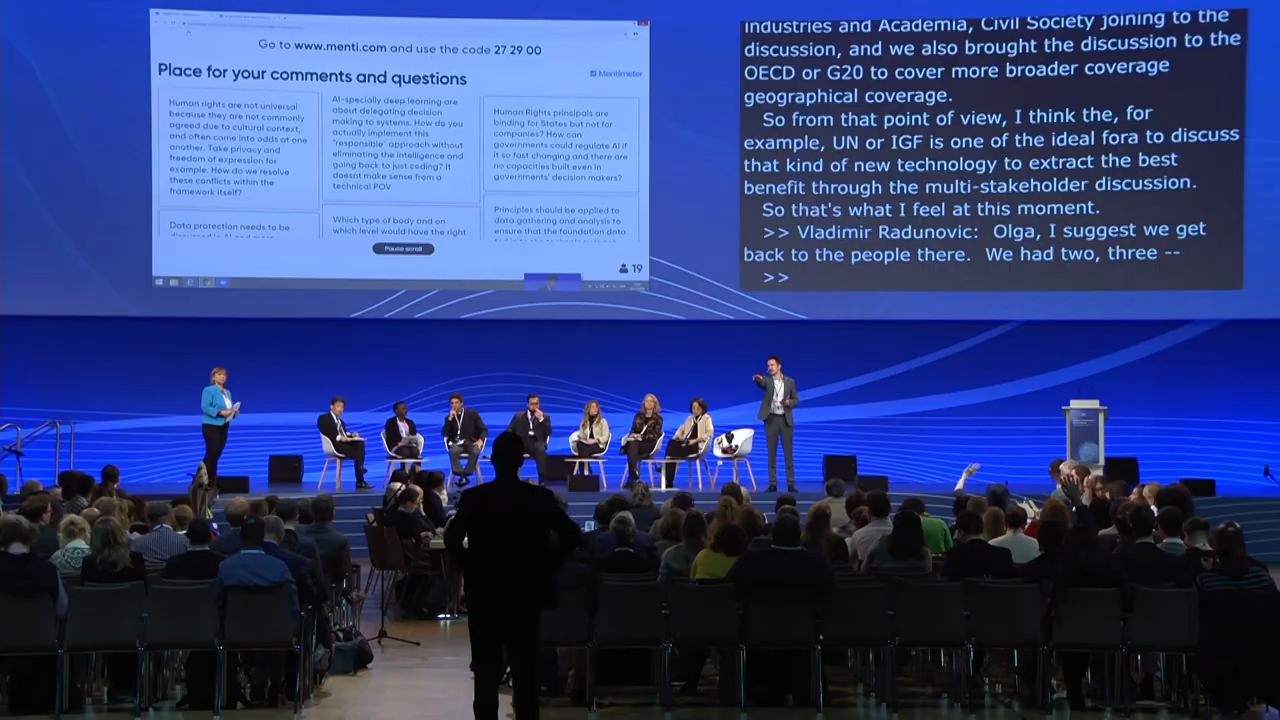 Go to www.menti.com and use the code 27 29 00
Place for your comments and questions
Mentimeter
Human rights are not universal
because they are not commonly
agreed due to cultural context,
and often come into odds at one
another. Take privacy and
freedom of expression for
example. How do we resolve
these conflicts within the
framework itself?
AI-specially deep learning are
about delegating decision
making to systems. How do you
actually implement this
"responsible" approach without
eliminating the intelligence and
going back to just coding? It
doesnt make sense from a
technical POV
Human Rights principals are
binding for States but not for
companies? How can
governments could regulate AI if
it so fast changing and there are
no capacities built even in
governments' decision makers?
Data protection needs to be
Which type of body and on
which level would have the right
Principles should be applied to
data gathering and analysis to
ensure that the foundation data
Pause scroll
19
Industries and Academia, Civil Society joining to the
discussion, and we also brought the discussion to the
OECD or G20 to cover more broader coverage
geographical coverage.
So from that point of view, I think the, for
example, UN or IGF is one of the ideal fora to discuss
that kind of new technology to extract the best
benefit through the multi-stakeholder discussion.
So that's what I feel at this moment.
>> Vladimir Radunovic: Olga, I suggest we get
back to the people there. We had two, three --
>>